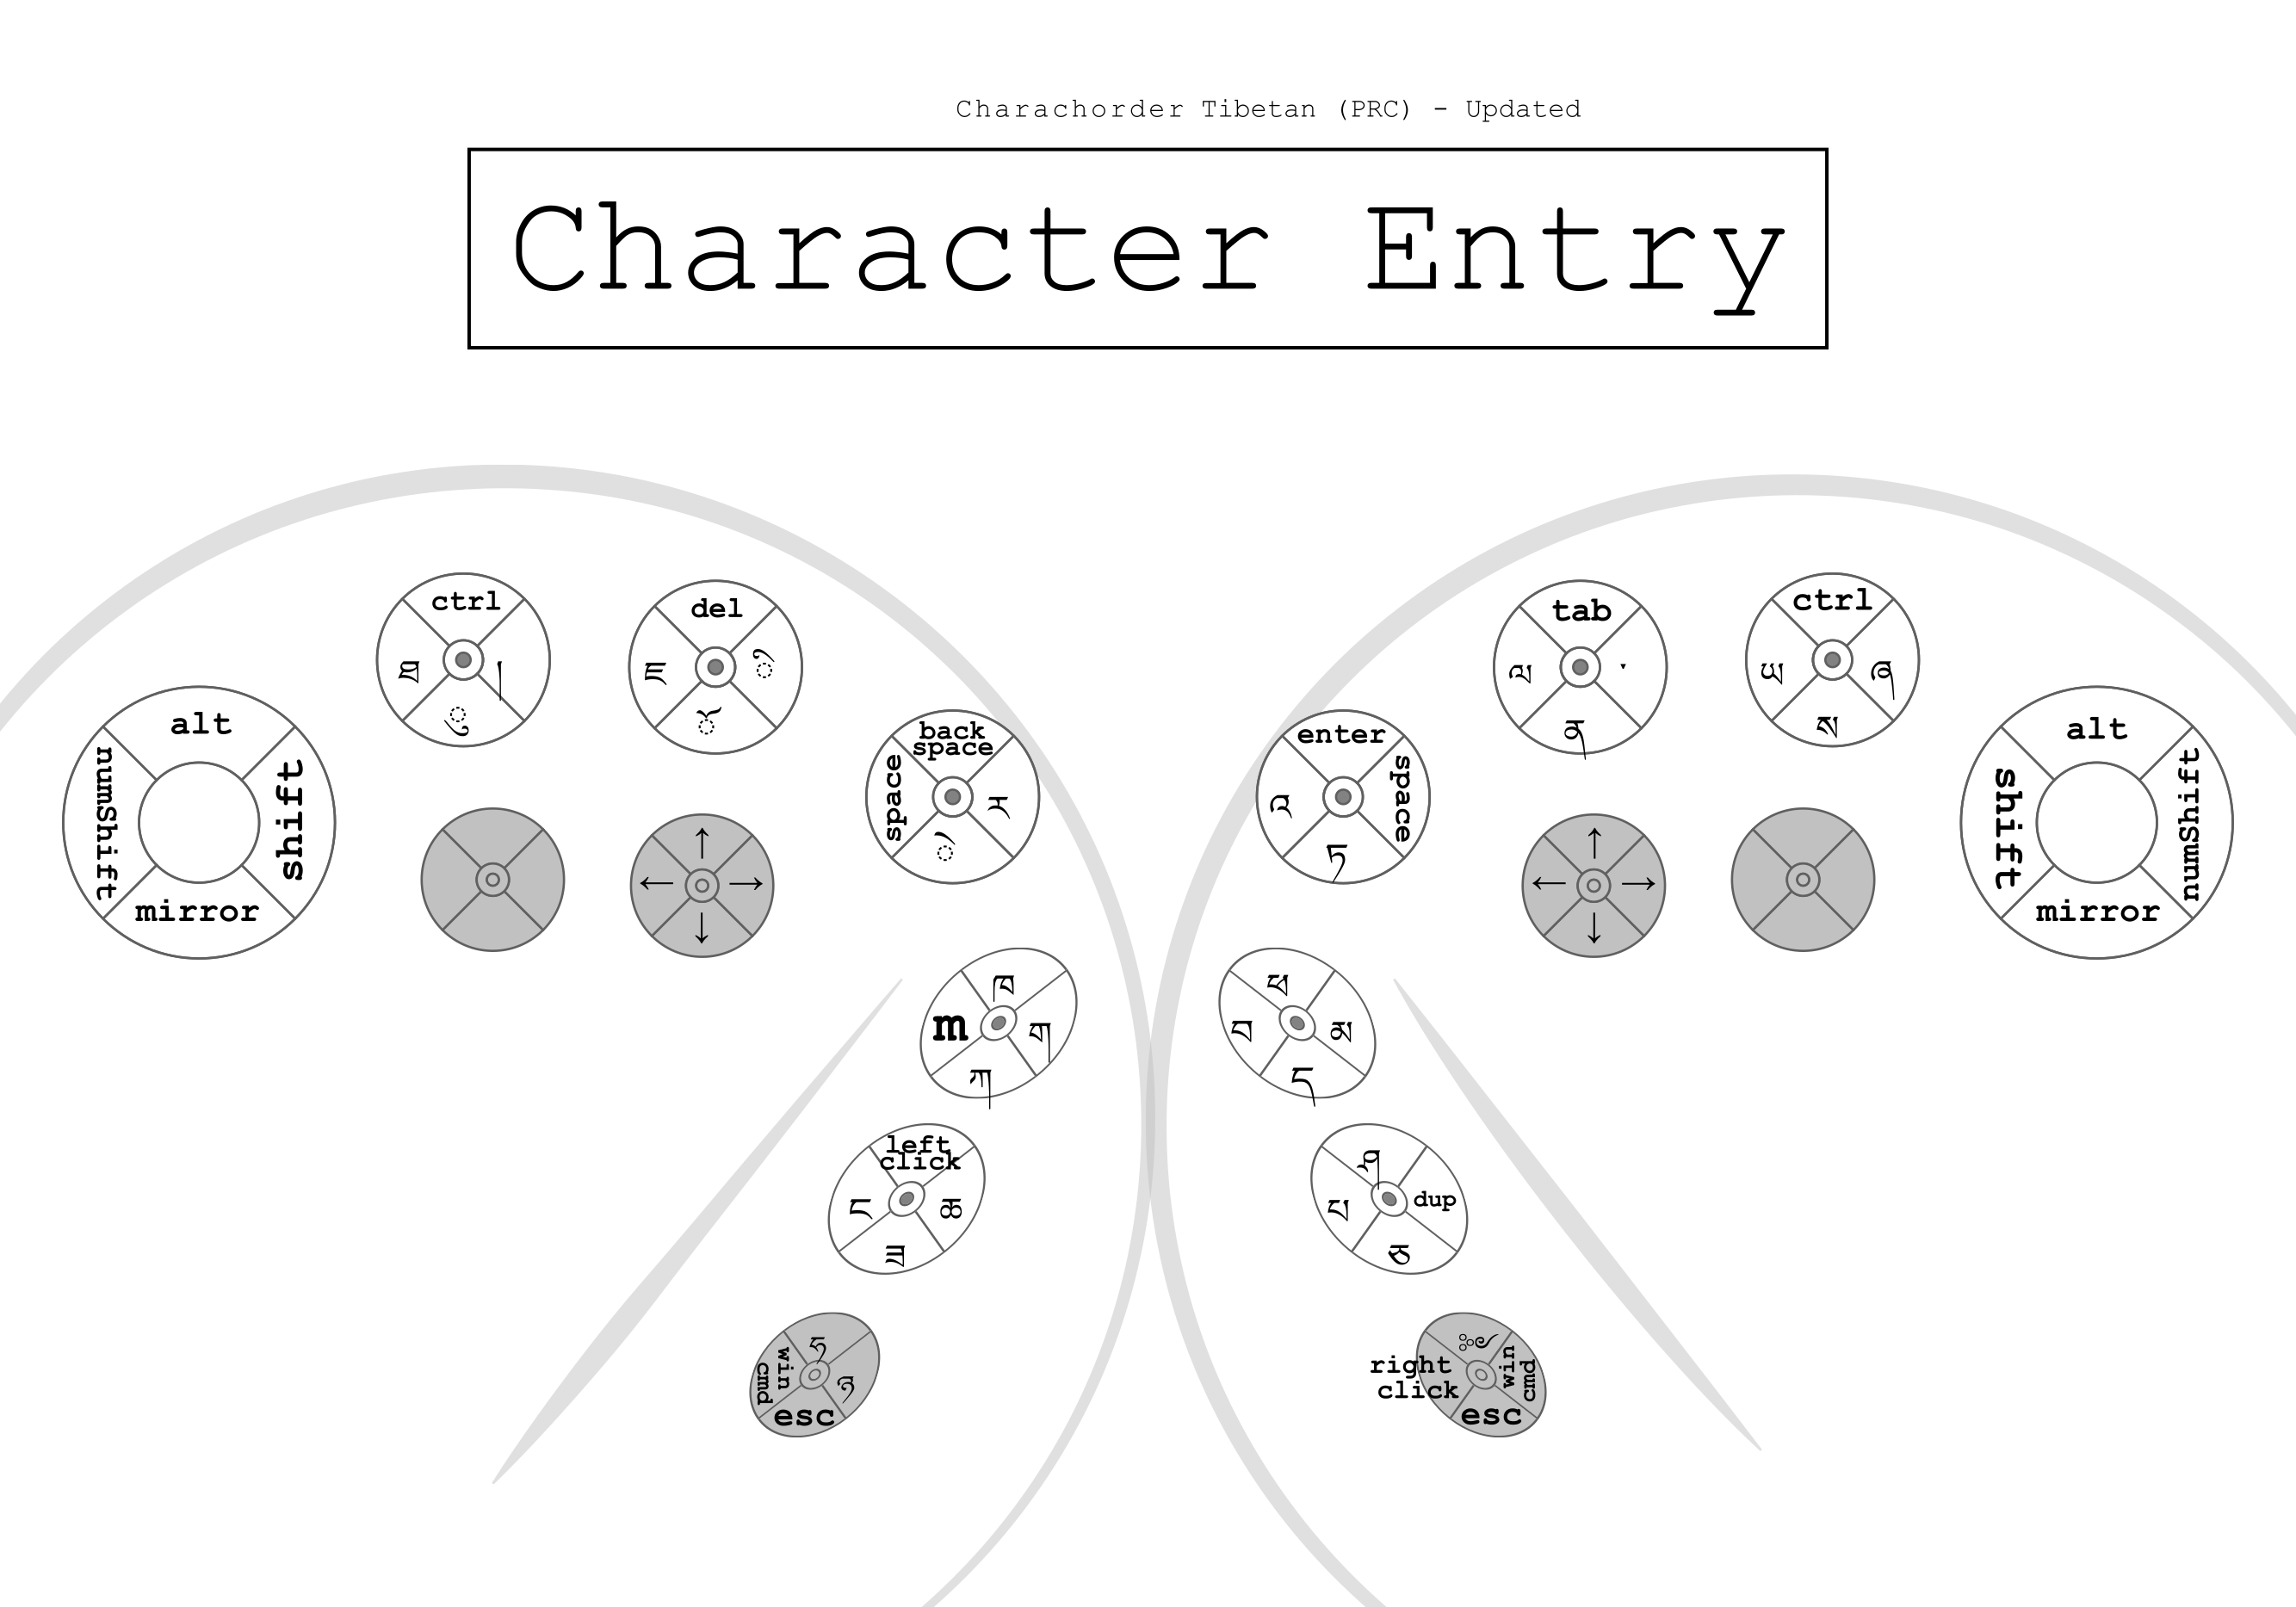 Charachorder Tibetan (PRC) - Updated
Character Entry
ctrl
ཐ
།
ུ
del
ཇ
ི
ོ
tab
ལ
་
ན
ctrl
ཡ
ཞ
ས
alt
numShift
shift
mirror
back
space
space
ར
ེ
enter
འ
space
ཏ
alt
shift
numShift
mirror
↑
← →
↓
↑
← →
↓
ཁ
m
ག
ཀ
ཕ
བ
མ
ད
left
click
ང
ཆ
ཟ
ཤ
པ
dup
ཅ
ཧ
win
cmd
ཉ
esc
right
click
win
cmd
esc